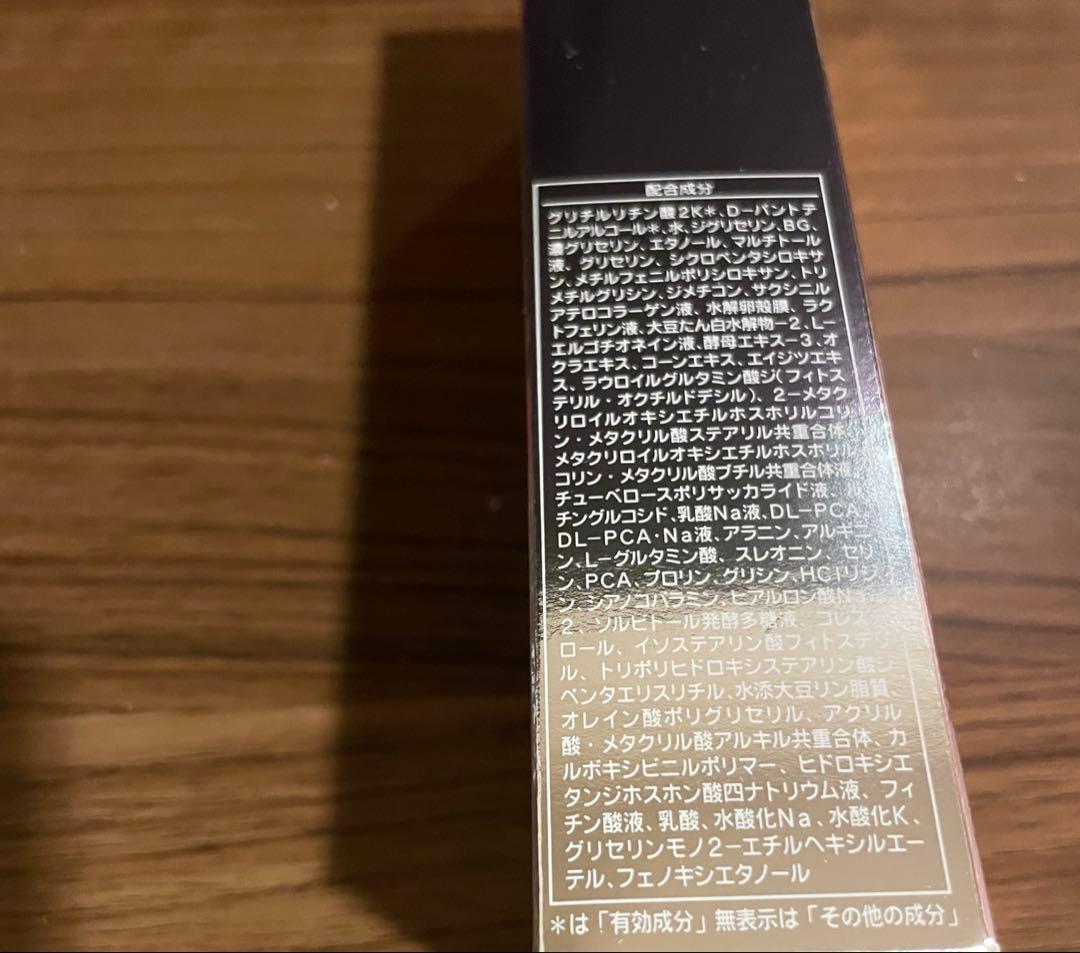 配合成分
グリチルリチン酸2K*、D-パントテ
ニルアルコール*、水、ジグリセリン、BG、
濃グリセリン、エタノール、マルチトール
液、グリセリン、シクロペンタシロキサ
ン、メチルフェニルポリシロキサン、トリ
メチルグリシン、ジメチコン、サクシニル
アテロコラーゲン液、水解卵殻膜、ラク
トフェリン液、大豆たん白水解物-2、L-
エルゴチオネイン液、酵母エキス-3、オ
クラエキス、コーンエキス、エイジツエキ
ス、ラウロイルグルタミン酸ジ(フィトス
テリル・オクチルドデシル)、2-メタク
リロイルオキシエチルホスホリルコリ
ン・メタクリル酸ステアリル共重合体、
メタクリロイルオキシエチルホスホリル
コリン・メタクリル酸ブチル共重合体液、
チューベロースポリサッカライド液、
チングルコシド、乳酸Na液、DL-PCA、
DL-PCA・Na液、アラニン、アルギニ
ン、L-グルタミン酸、スレオニン、セリ
ン、PCA、プロリン、グリシン、HClリジ
ン、シアノコバラミン、ヒアルロン酸Na-
2、ソルビトール発酵多糖液、コレステ
ロール、イソステアリン酸フィトステリ
ル、トリポリヒドロキシステアリン酸ジ
ペンタエリスリチル、水添大豆リン脂質、
オレイン酸ポリグリセリル、アクリル
酸・メタクリル酸アルキル共重合体、カ
ルボキシビニルポリマー、ヒドロキシエ
タンジホスホン酸四ナトリウム液、フィ
チン酸液、乳酸、水酸化Na、水酸化K、
グリセリンモノ2-エチルヘキシルエー
テル、フェノキシエタノール
*は「有効成分」無表示は「その他の成分」